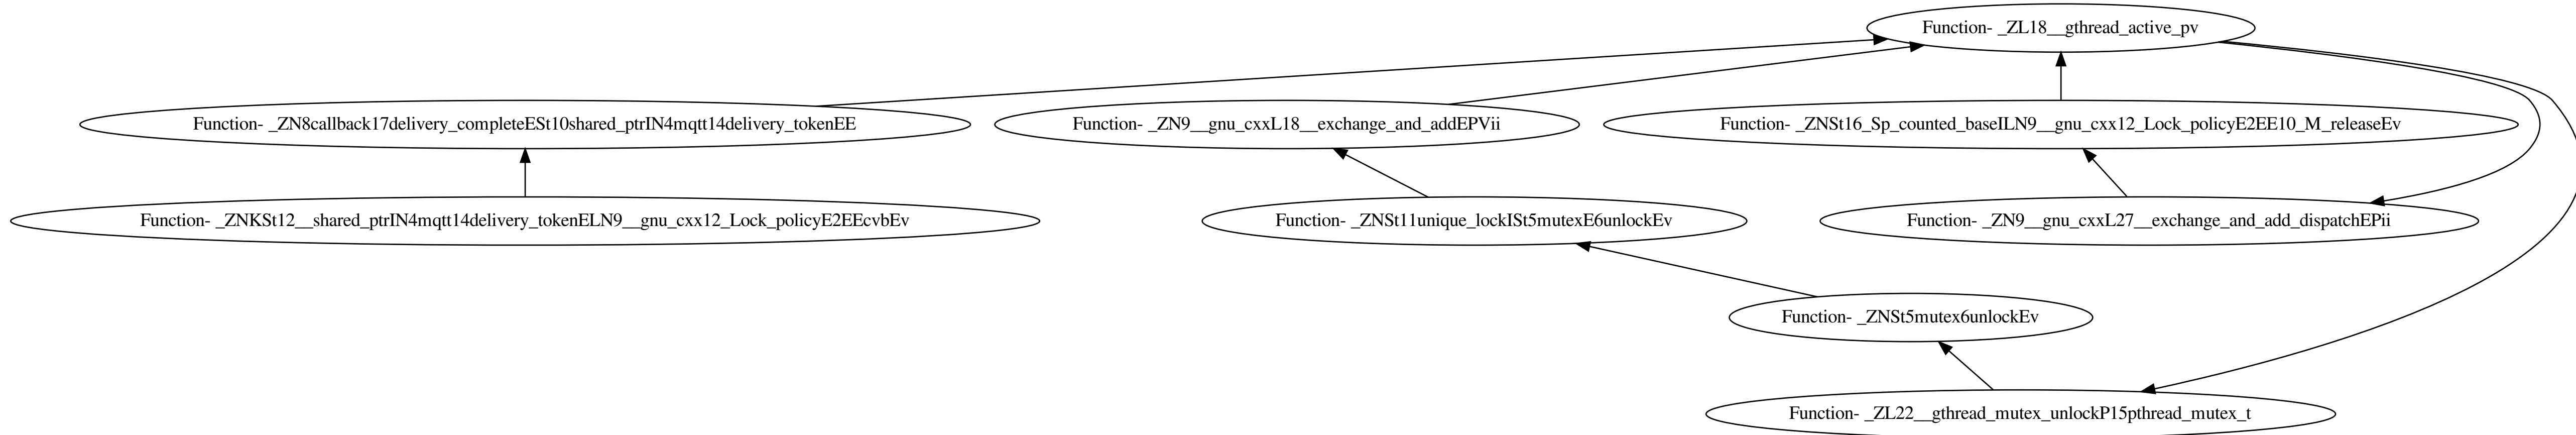 Function- _ZL18__gthread_active_pv
Function- _ZN8callback17delivery_completeESt10shared_ptrIN4mqtt14delivery_tokenEE
Function- _ZN9__gnu_cxxL18__exchange_and_addEPVii
Function- _ZNSt16_Sp_counted_baseILN9__gnu_cxx12_Lock_policyE2EE10_M_releaseEv
Function- _ZNKSt12__shared_ptrIN4mqtt14delivery_tokenELN9__gnu_cxx12_Lock_policyE2EEcvbEv
Function- _ZNSt11unique_lockISt5mutexE6unlockEv
Function- _ZN9__gnu_cxxL27__exchange_and_add_dispatchEPii
Function- _ZNSt5mutex6unlockEv
Function- _ZL22__gthread_mutex_unlockP15pthread_mutex_t